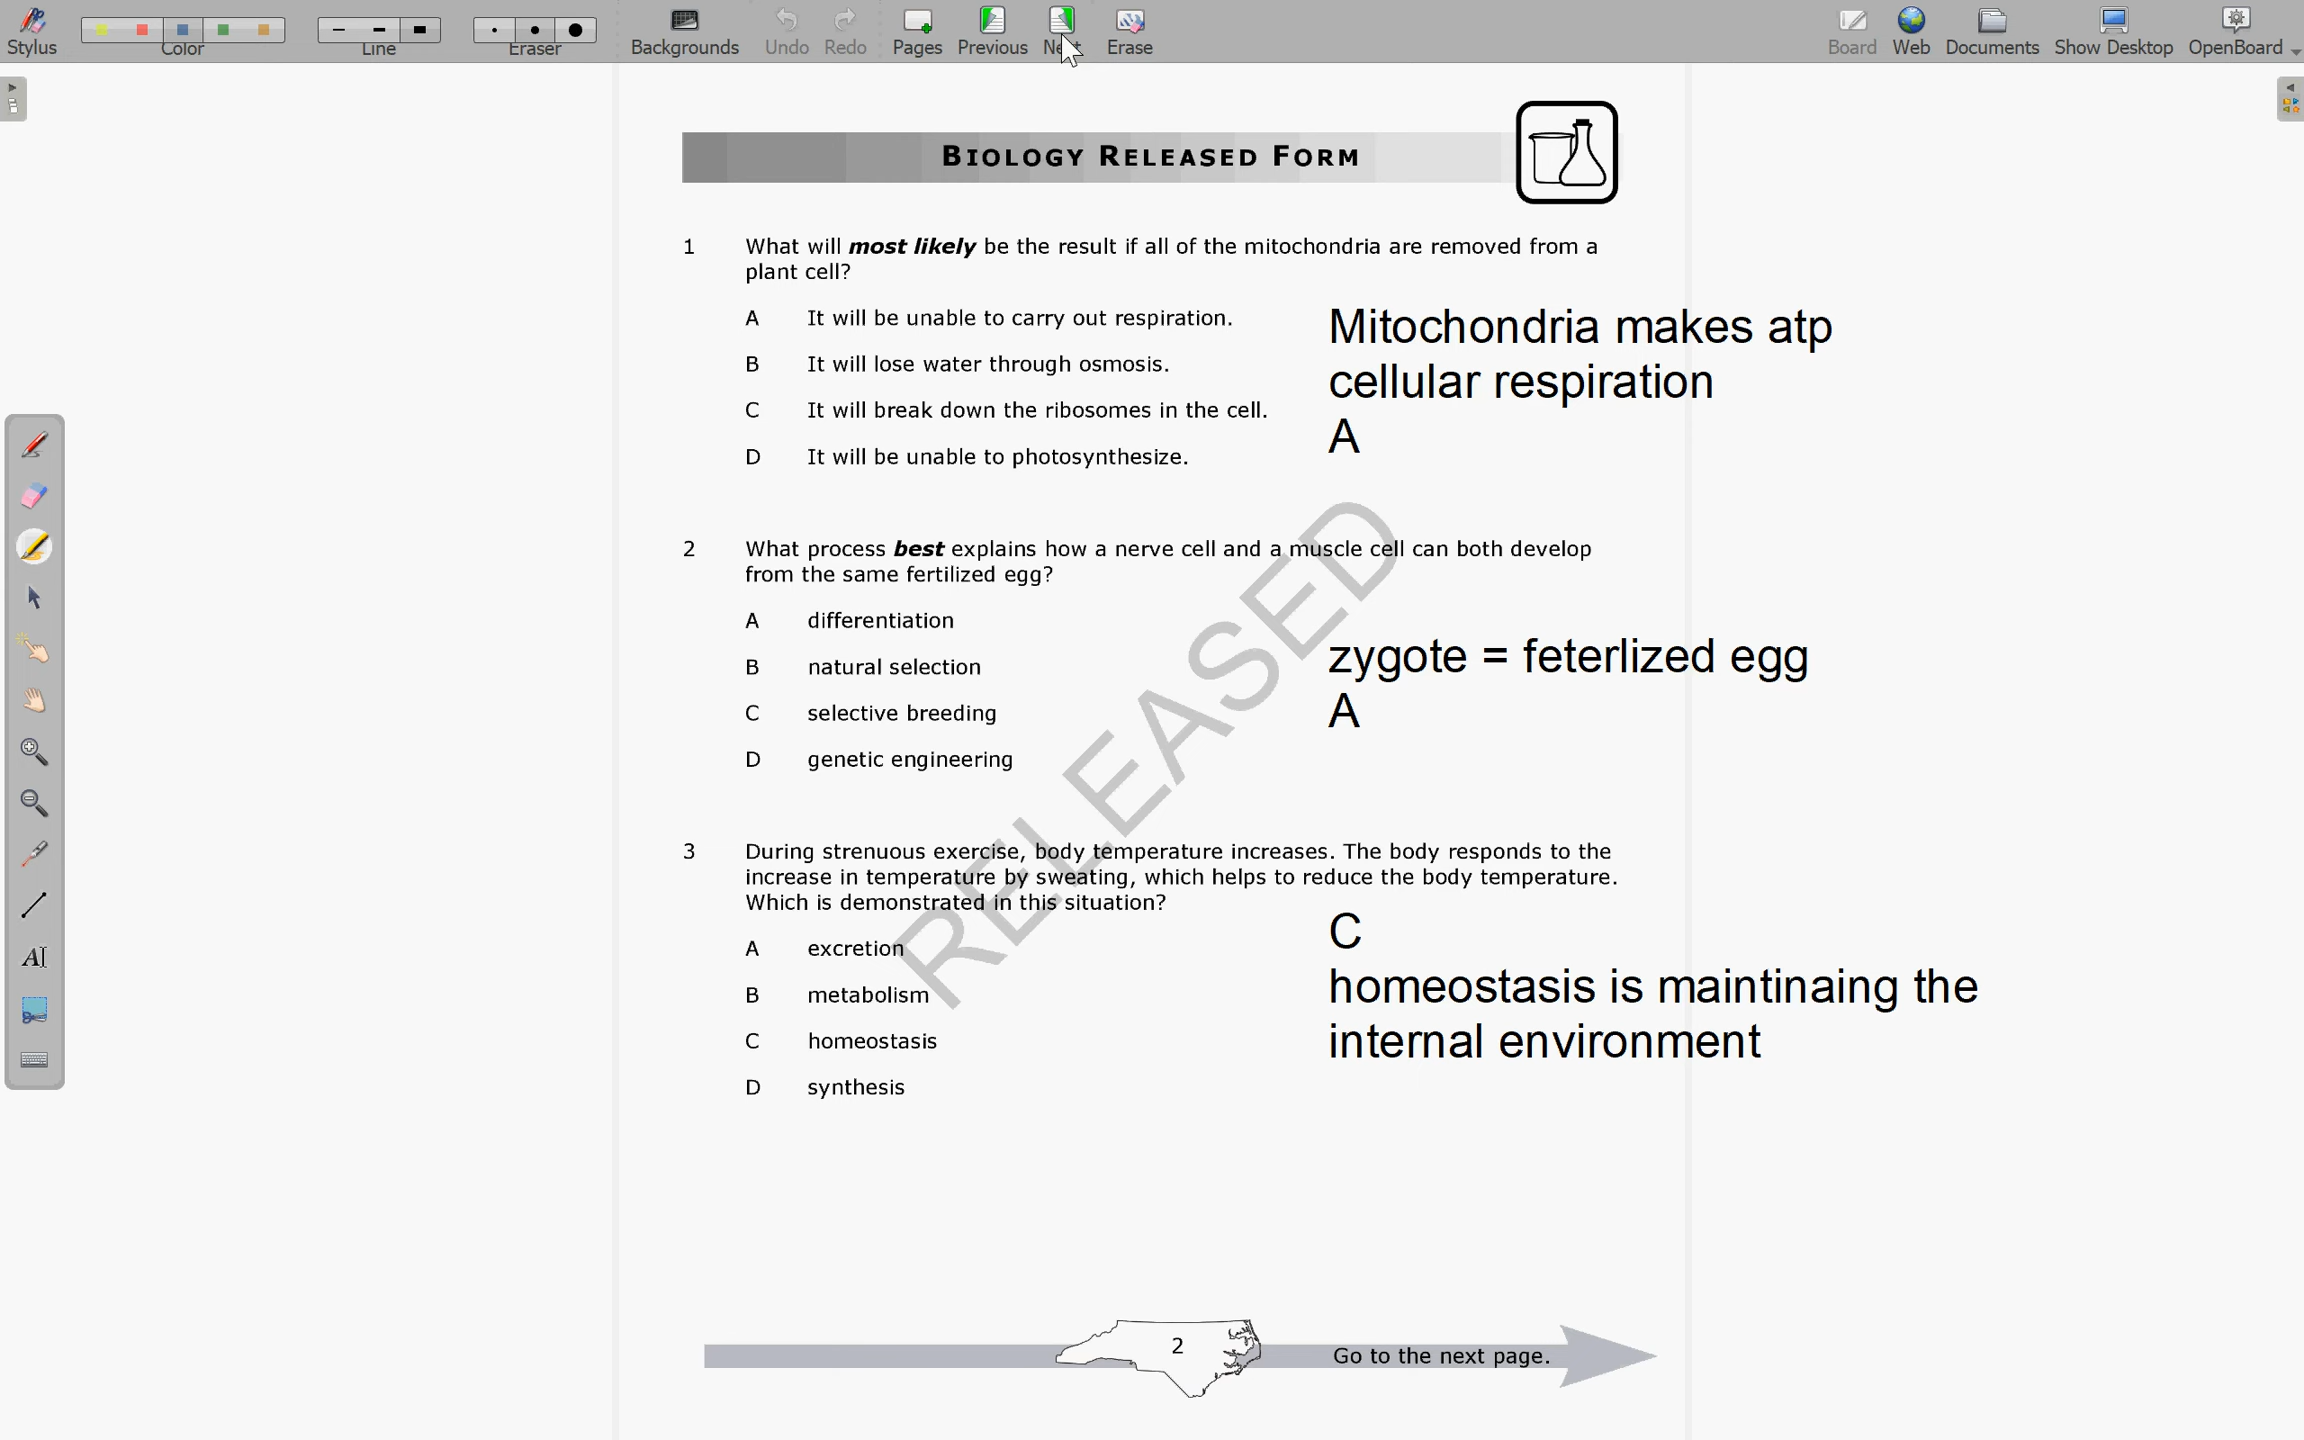 Stylus
Color
Line
Eraser
Backgrounds
Undo
Redo
Pages
Previous
Erase
Board
Web
Documents
Show Desktop
OpenBoard
BIOLOGY RELEASED FORM
1 What will most likely be the result if all of the mitochondria are removed from a
plant cell?
A It will be unable to carry out respiration.
B It will lose water through osmosis.
C It will break down the ribosomes in the cell.
D It will be unable to photosynthesize.
Mitochondria makes atp
cellular respiration
A
2 What process best explains how a nerve cell and a muscle cell can both develop
from the same fertilized egg?
A differentiation
B natural selection
C selective breeding
D genetic engineering
zygote = feterlized egg
A
RELEASED
3 During strenuous exercise, body temperature increases. The body responds to the
increase in temperature by sweating, which helps to reduce the body temperature.
Which is demonstrated in this situation?
A excretion
B metabolism
C homeostasis
D synthesis
C
homeostasis is maintinaing the
internal environment
2
Go to the next page.